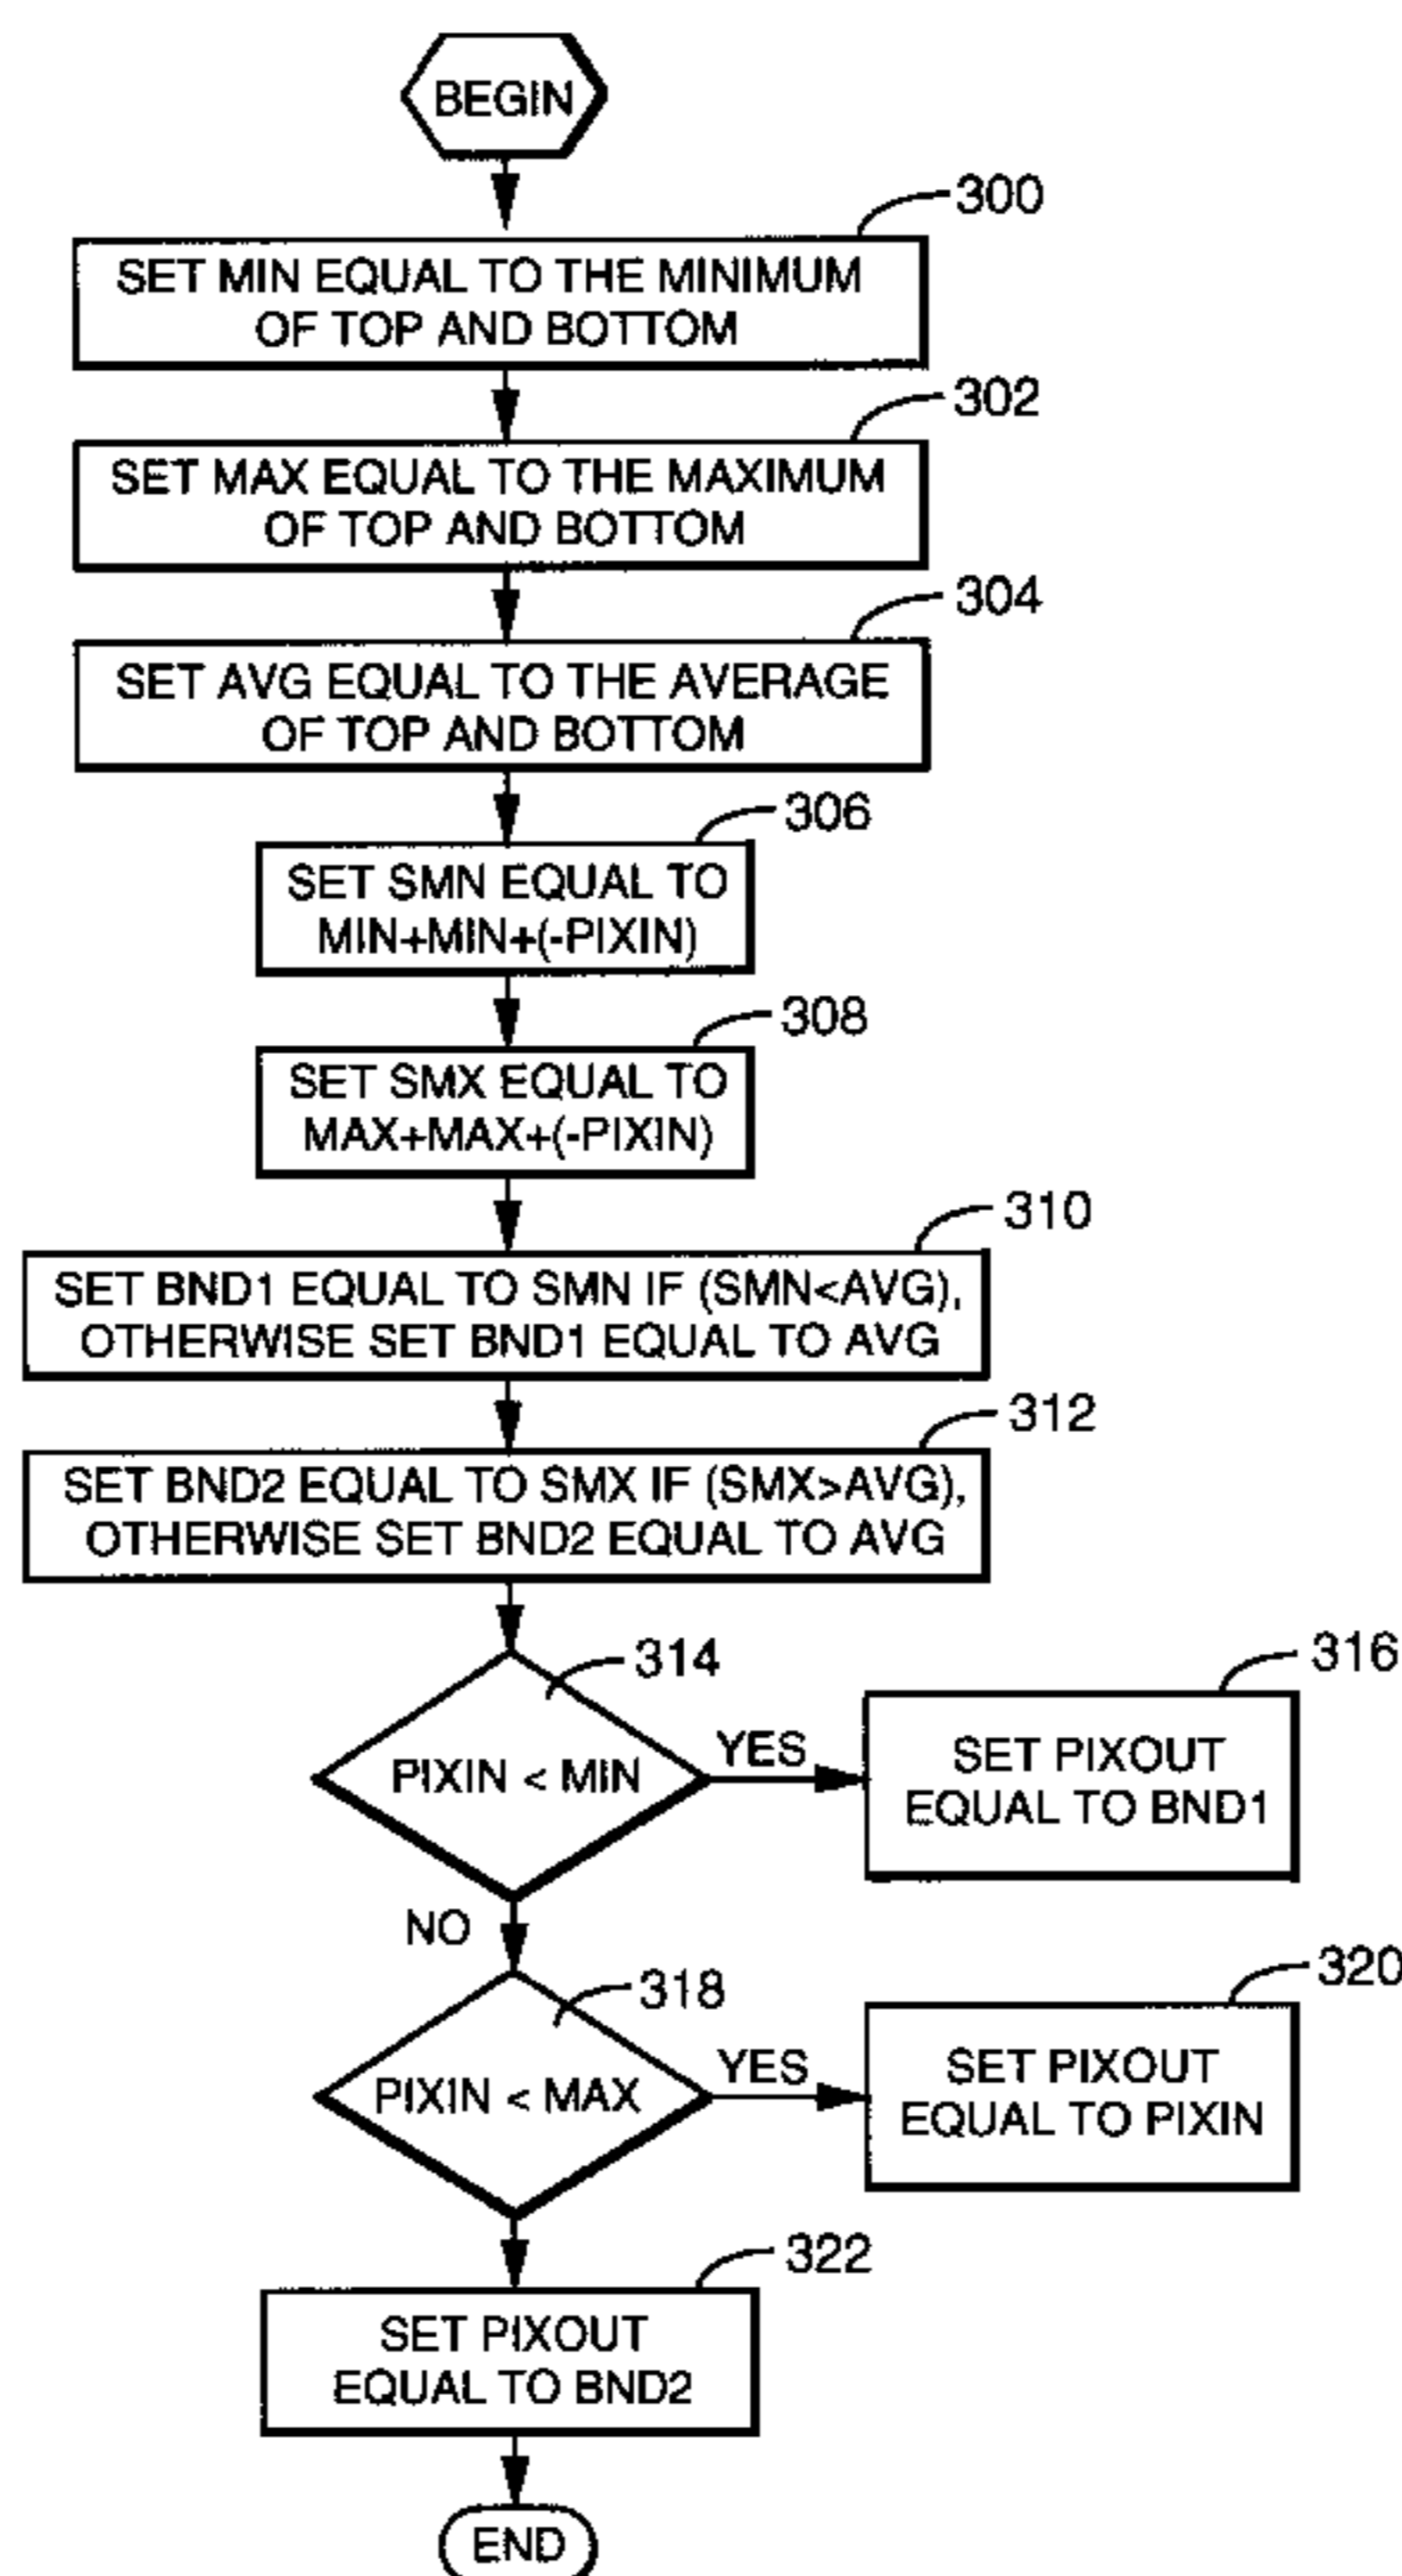 BEGIN
300
SET MIN EQUAL TO THE MINIMUM
OF TOP AND BOTTOM
302
SET MAX EQUAL TO THE MAXIMUM
OF TOP AND BOTTOM
304
SET AVG EQUAL TO THE AVERAGE
OF TOP AND BOTTOM
306
SET SMN EQUAL TO
MIN+MIN+(-PIXIN)
308
SET SMX EQUAL TO
MAX+MAX+(-PIXIN)
310
SET BND1 EQUAL TO SMN IF (SMN<AVG),
OTHERWISE SET BND1 EQUAL TO AVG
312
SET BND2 EQUAL TO SMX IF (SMX>AVG),
OTHERWISE SET BND2 EQUAL TO AVG
314
PIXIN < MIN
YES
316
SET PIXOUT
EQUAL TO BND1
NO
318
PIXIN < MAX
YES
320
SET PIXOUT
EQUAL TO PIXIN
322
SET PIXOUT
EQUAL TO BND2
END